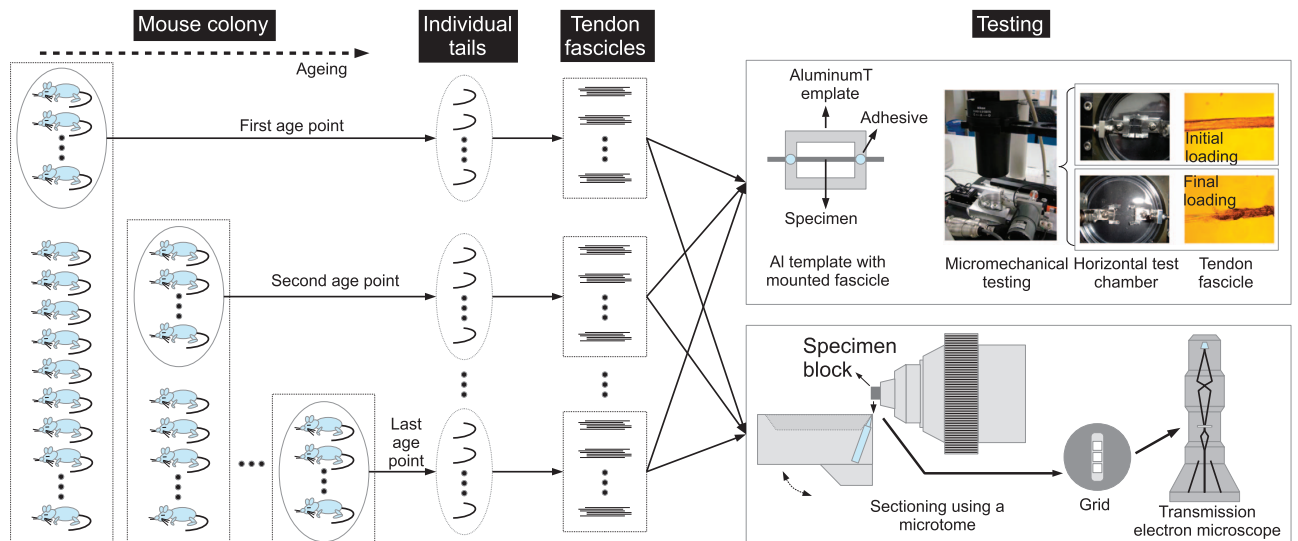 Mouse colony
Ageing
Individual
tails
Tendon
fascicles
Testing
First age point
Second age point
Last
age
point
AluminumT
emplate
Adhesive
Specimen
Al template with
mounted fascicle
Micromechanical
testing
Horizontal test
chamber
Initial
loading
Final
loading
Tendon
fascicle
Specimen
block
Sectioning using a
microtome
Grid
Transmission
electron microscope